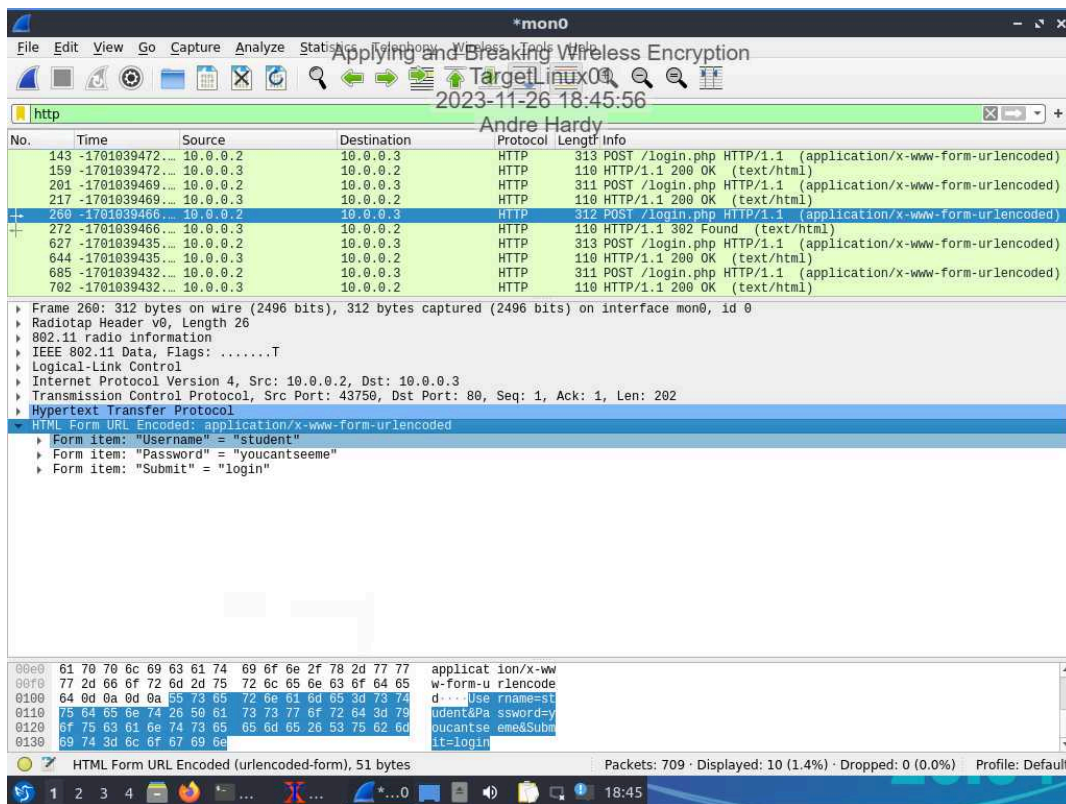 *mon0
File Edit View Go Capture Analyze Statistics Telephony Wireless Tools Help
Applying and Breaking Wireless Encryption
TargetLinux01
2023-11-26 18:45:56
Andre Hardy
http
No. Time Source Destination Protocol Length Info
143 -1701039472.… 10.0.0.2 10.0.0.3 HTTP 313 POST /login.php HTTP/1.1 (application/x-www-form-urlencoded)
159 -1701039472.… 10.0.0.3 10.0.0.2 HTTP 110 HTTP/1.1 200 OK (text/html)
201 -1701039469.… 10.0.0.2 10.0.0.3 HTTP 311 POST /login.php HTTP/1.1 (application/x-www-form-urlencoded)
217 -1701039469.… 10.0.0.3 10.0.0.2 HTTP 110 HTTP/1.1 200 OK (text/html)
260 -1701039466.… 10.0.0.2 10.0.0.3 HTTP 312 POST /login.php HTTP/1.1 (application/x-www-form-urlencoded)
272 -1701039466.… 10.0.0.3 10.0.0.2 HTTP 110 HTTP/1.1 302 Found (text/html)
627 -1701039435.… 10.0.0.2 10.0.0.3 HTTP 313 POST /login.php HTTP/1.1 (application/x-www-form-urlencoded)
644 -1701039435.… 10.0.0.3 10.0.0.2 HTTP 110 HTTP/1.1 200 OK (text/html)
685 -1701039432.… 10.0.0.2 10.0.0.3 HTTP 311 POST /login.php HTTP/1.1 (application/x-www-form-urlencoded)
702 -1701039432.… 10.0.0.3 10.0.0.2 HTTP 110 HTTP/1.1 200 OK (text/html)
Frame 260: 312 bytes on wire (2496 bits), 312 bytes captured (2496 bits) on interface mon0, id 0
Radiotap Header v0, Length 26
802.11 radio information
IEEE 802.11 Data, Flags: .......T
Logical-Link Control
Internet Protocol Version 4, Src: 10.0.0.2, Dst: 10.0.0.3
Transmission Control Protocol, Src Port: 43750, Dst Port: 80, Seq: 1, Ack: 1, Len: 202
Hypertext Transfer Protocol
HTML Form URL Encoded: application/x-www-form-urlencoded
Form item: "Username" = "student"
Form item: "Password" = "youcantseeme"
Form item: "Submit" = "login"
00e0 61 70 70 6c 69 63 61 74 69 6f 6e 2f 78 2d 77 77 applicat ion/x-ww
00f0 77 2d 66 6f 72 6d 2d 75 72 6c 65 6e 63 6f 64 65 w-form-u rlencode
0100 64 0d 0a 0d 0a 55 73 65 72 6e 61 6d 65 3d 73 74 d····Use rname=st
0110 75 64 65 6e 74 26 50 61 73 73 77 6f 72 64 3d 79 udent&Pa ssword=y
0120 6f 75 63 61 6e 74 73 65 65 6d 65 26 53 75 62 6d oucantse eme&Subm
0130 69 74 3d 6c 6f 67 69 6e it=login
HTML Form URL Encoded (urlencoded-form), 51 bytes Packets: 709 · Displayed: 10 (1.4%) · Dropped: 0 (0.0%) Profile: Default
1 2 3 4 ... ... *...0 18:45